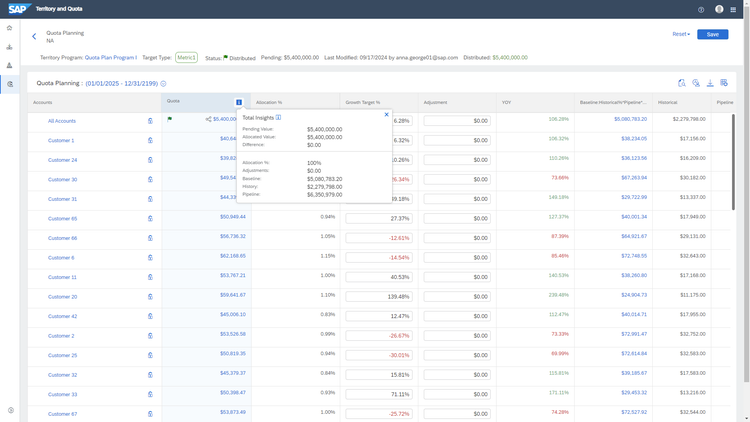 SAP Territory and Quota
Quota Planning
NA
Reset
Save
Territory Program: Quota Plan Program I Target Type: Metric1 Status: Distributed Pending: $5,400,000.00 Last Modified: 09/17/2024 by anna.george01@sap.com Distributed: $5,400,000.00
Quota Planning : (01/01/2025 - 12/31/2199)
Accounts Quota Allocation % Growth Target % Adjustment YOY Baseline Historical Historical Pipeline
All Accounts $5,400,00 6.28% $0.00 106.28% $5,080,783.20 $2,279,798.00
Customer 1 $40,64 6.32% $0.00 106.32% $38,234.05 $17,156.00
Customer 24 $39,82 10.26% $0.00 110.26% $36,123.56 $16,209.00
Customer 30 $49,54 26.34% $0.00 73.66% $67,263.94 $30,182.00
Customer 31 $44,33 49.18% $0.00 149.18% $29,722.99 $13,337.00
Customer 65 $50,949.44 0.94% 27.37% $0.00 127.37% $40,001.34 $17,949.00
Customer 66 $56,736.32 1.05% -12.61% $0.00 87.39% $64,921.67 $29,131.00
Customer 6 $62,168.65 1.15% -14.54% $0.00 85.46% $72,748.55 $32,643.00
Customer 11 $53,767.21 1.00% 40.53% $0.00 140.53% $38,260.80 $17,168.00
Customer 20 $59,641.67 1.10% 139.48% $0.00 239.48% $24,904.73 $11,175.00
Customer 42 $45,006.10 0.83% 12.47% $0.00 112.47% $40,014.71 $17,955.00
Customer 2 $53,526.58 0.99% -26.67% $0.00 73.33% $72,991.47 $32,752.00
Customer 25 $50,819.35 0.94% -30.01% $0.00 69.99% $72,614.84 $32,583.00
Customer 32 $45,379.37 0.84% 15.81% $0.00 115.81% $39,185.67 $17,583.00
Customer 33 $50,398.47 0.93% 71.11% $0.00 171.11% $29,453.32 $13,216.00
Customer 67 $53,873.49 1.00% -25.72% $0.00 74.28% $72,527.92 $32,544.00
Total Insights
Pending Value: $5,400,000.00
Allocated Value: $5,400,000.00
Difference: $0.00
Allocation %: 100%
Adjustments: $0.00
Baseline: $5,080,783.20
History: $2,279,798.00
Pipeline: $6,350,979.00